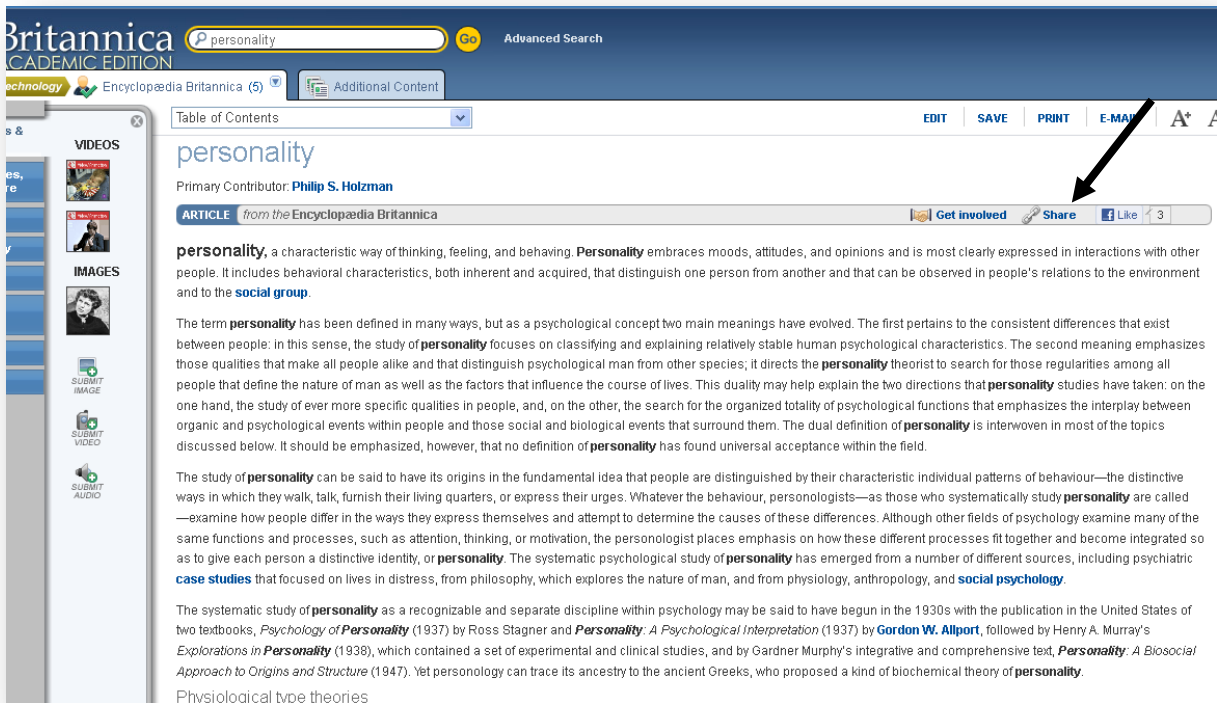 Britannica
ACADEMIC EDITION
personality
Go
Advanced Search
echnology
Encyclopædia Britannica (5)
Additional Content
s &
es,
re
y
VIDEOS
IMAGES
SUBMIT
IMAGE
SUBMIT
VIDEO
SUBMIT
AUDIO
Table of Contents
EDIT
SAVE
PRINT
E-MAIL
A+
A
personality
Primary Contributor: Philip S. Holzman
ARTICLE from the Encyclopædia Britannica
Get involved
Share
Like
3
personality, a characteristic way of thinking, feeling, and behaving. Personality embraces moods, attitudes, and opinions and is most clearly expressed in interactions with other
people. It includes behavioral characteristics, both inherent and acquired, that distinguish one person from another and that can be observed in people's relations to the environment
and to the social group.
The term personality has been defined in many ways, but as a psychological concept two main meanings have evolved. The first pertains to the consistent differences that exist
between people: in this sense, the study of personality focuses on classifying and explaining relatively stable human psychological characteristics. The second meaning emphasizes
those qualities that make all people alike and that distinguish psychological man from other species; it directs the personality theorist to search for those regularities among all
people that define the nature of man as well as the factors that influence the course of lives. This duality may help explain the two directions that personality studies have taken: on the
one hand, the study of ever more specific qualities in people, and, on the other, the search for the organized totality of psychological functions that emphasizes the interplay between
organic and psychological events within people and those social and biological events that surround them. The dual definition of personality is interwoven in most of the topics
discussed below. It should be emphasized, however, that no definition of personality has found universal acceptance within the field.
The study of personality can be said to have its origins in the fundamental idea that people are distinguished by their characteristic individual patterns of behaviour—the distinctive
ways in which they walk, talk, furnish their living quarters, or express their urges. Whatever the behaviour, personologists—as those who systematically study personality are called
—examine how people differ in the ways they express themselves and attempt to determine the causes of these differences. Although other fields of psychology examine many of the
same functions and processes, such as attention, thinking, or motivation, the personologist places emphasis on how these different processes fit together and become integrated so
as to give each person a distinctive identity, or personality. The systematic psychological study of personality has emerged from a number of different sources, including psychiatric
case studies that focused on lives in distress, from philosophy, which explores the nature of man, and from physiology, anthropology, and social psychology.
The systematic study of personality as a recognizable and separate discipline within psychology may be said to have begun in the 1930s with the publication in the United States of
two textbooks, Psychology of Personality (1937) by Ross Stagner and Personality: A Psychological Interpretation (1937) by Gordon W. Allport, followed by Henry A. Murray's
Explorations in Personality (1938), which contained a set of experimental and clinical studies, and by Gardner Murphy's integrative and comprehensive text, Personality: A Biosocial
Approach to Origins and Structure (1947). Yet personology can trace its ancestry to the ancient Greeks, who proposed a kind of biochemical theory of personality.
Physiological type theories